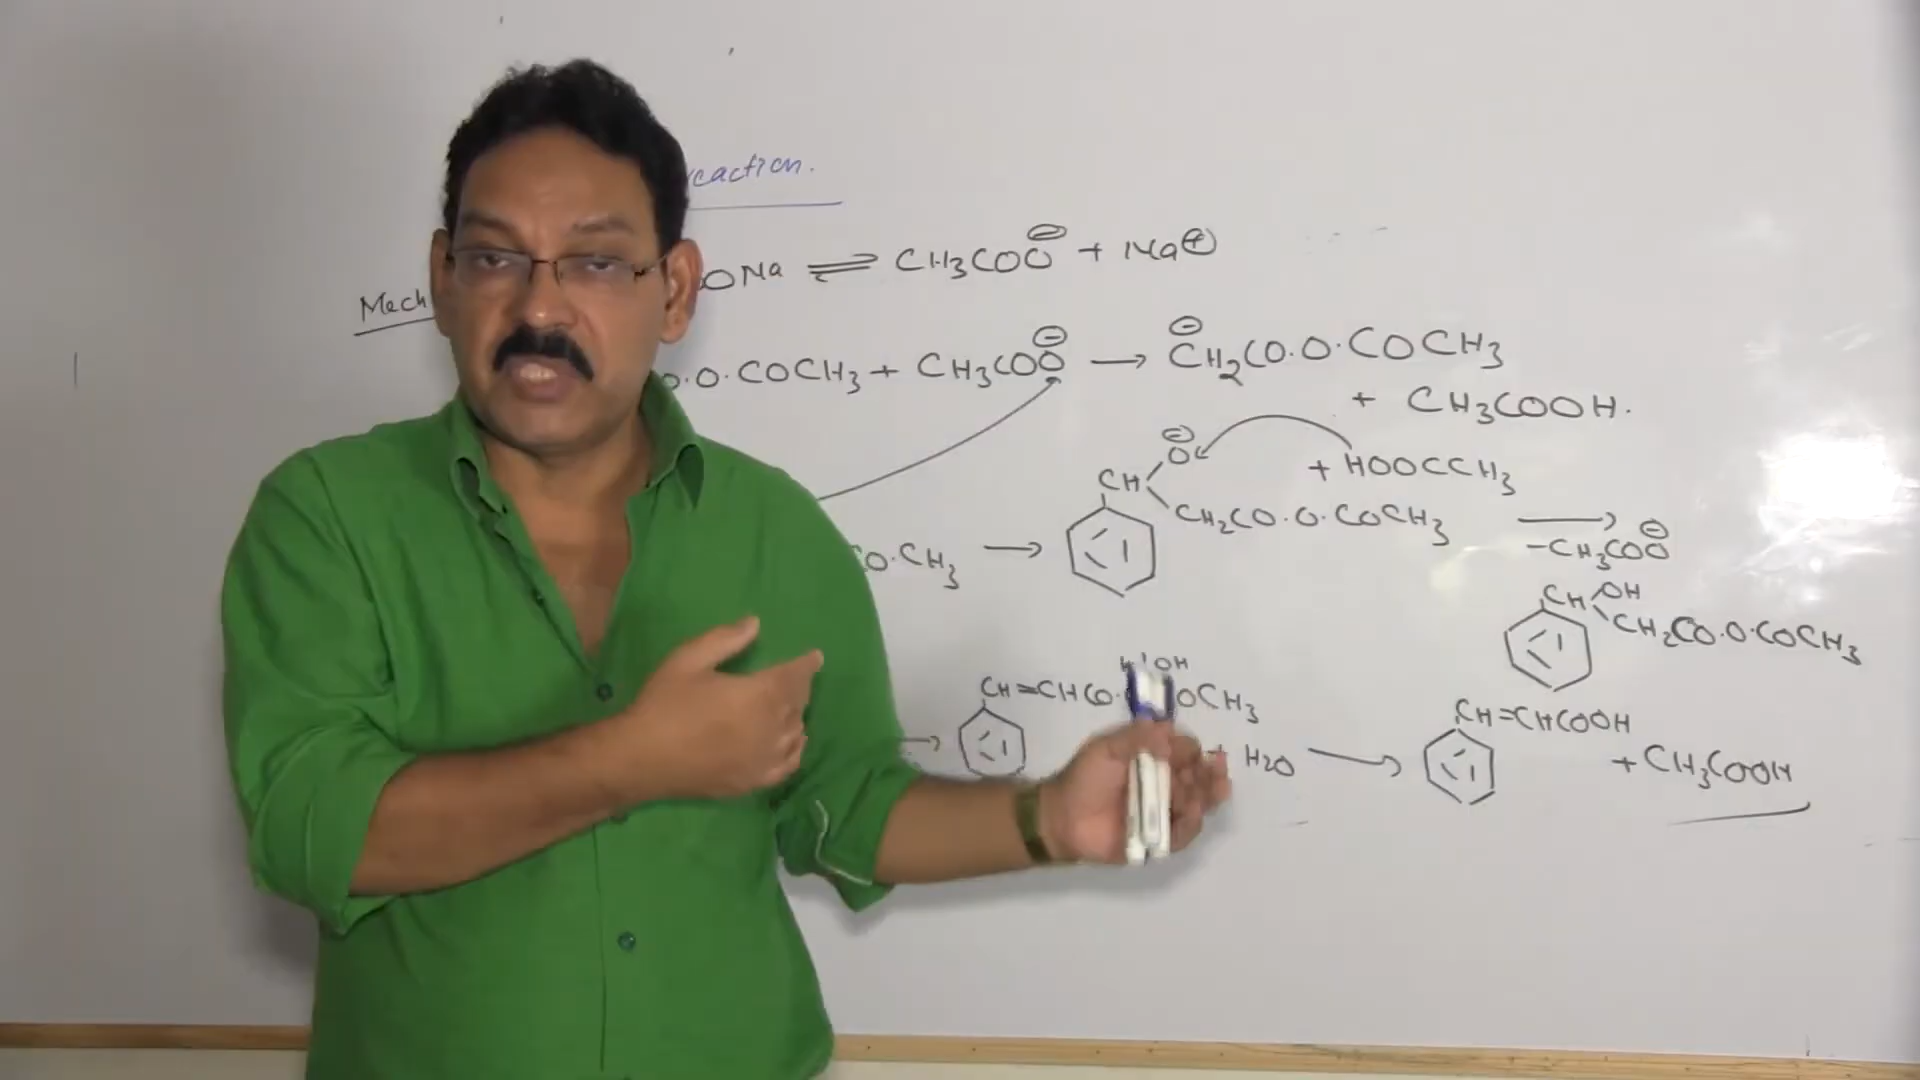 reaction.
Mech
ONa ⇌ CH3COO⊖ + Na⊕
O·O·COCH3 + CH3COO⊖ → ⊖CH2CO·O·COCH3
+ CH3COOH.
CH O⊖ + HOOCCH3
CH2CO·O·COCH3 → -CH3COO⊖
CO·CH3 →
CH OH
CH2CO·O·COCH3
OH
CH=CHCO· OCH3
CH=CHCOOH
→ + H2O → + CH3COOH